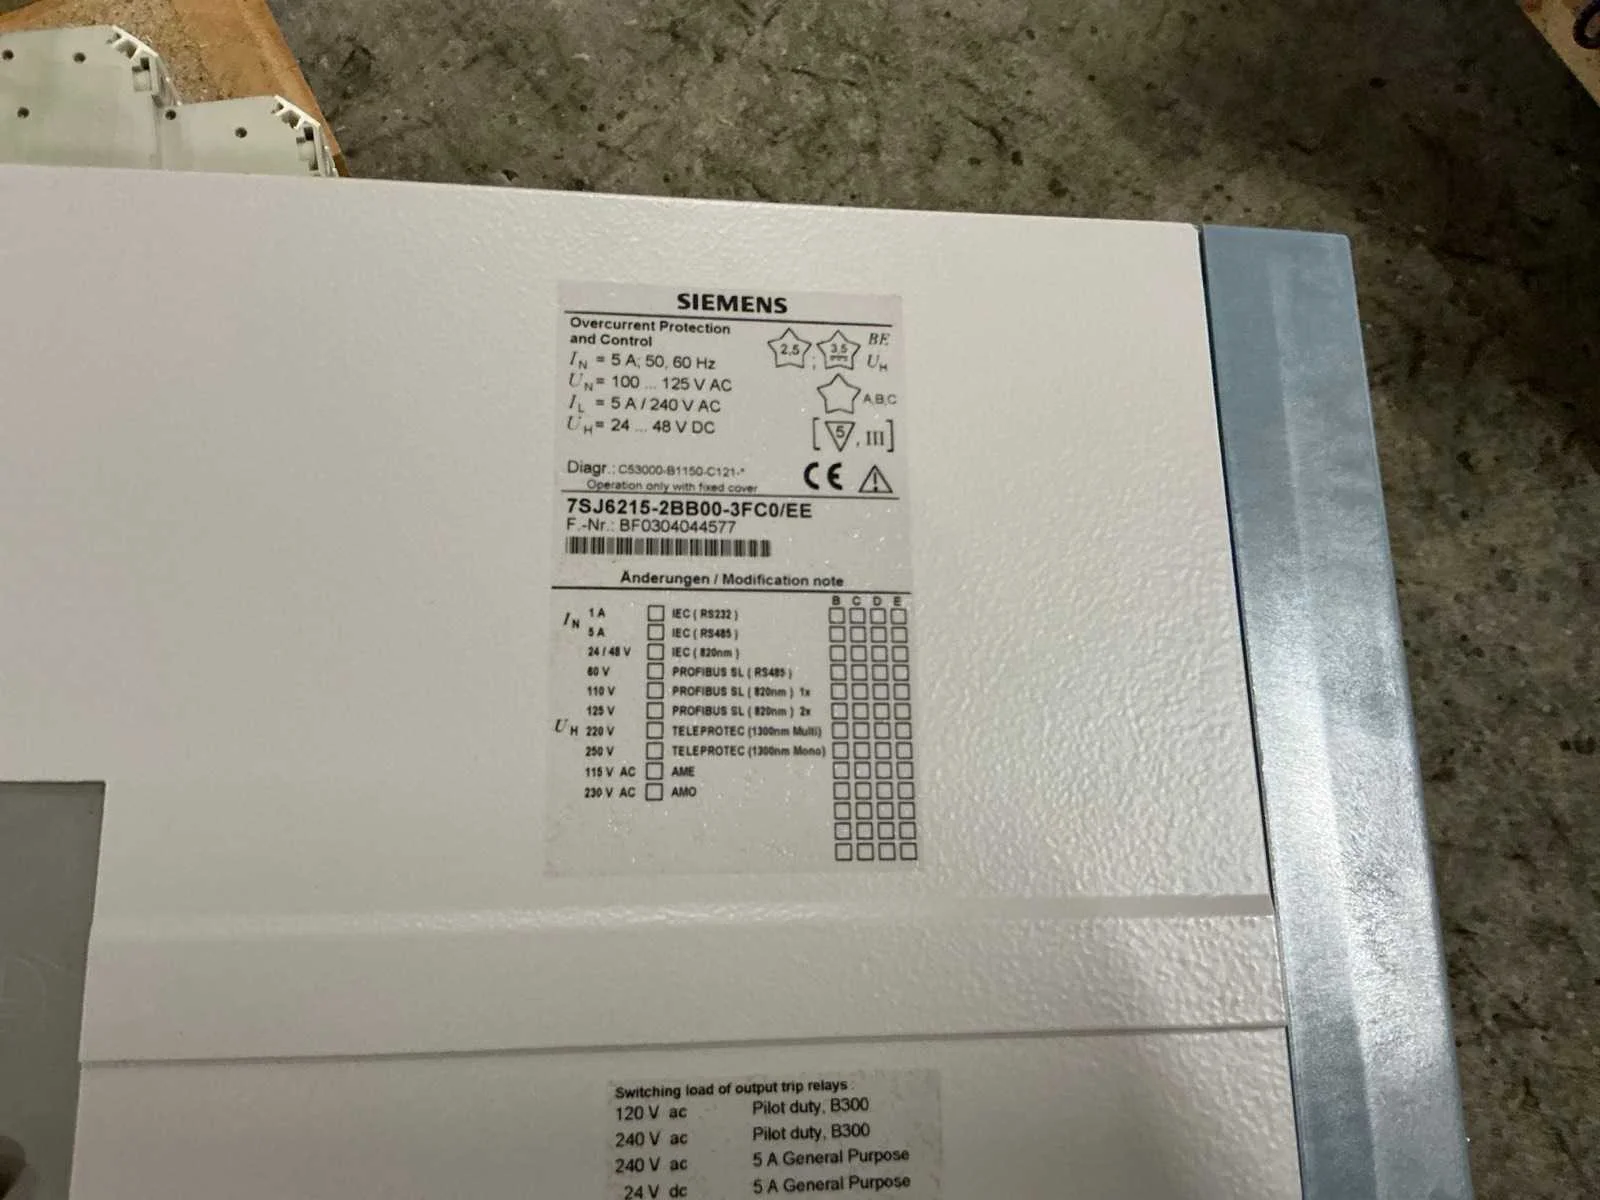 SIEMENS
Overcurrent Protection
and Control
IN = 5 A; 50, 60 Hz
UN = 100 ... 125 V AC
IL = 5 A / 240 V AC
UH = 24 ... 48 V DC
2,5 ; 3,5 BE
UH
A,B,C
[5, III]
Diagr.: C53000-B1150-C121-*
Operation only with fixed cover
CE
7SJ6215-2BB00-3FC0/EE
F.-Nr.: BF0304044577
Änderungen / Modification note
B C D E
IN 1 A IEC ( RS232 )
5 A IEC ( RS485 )
24 / 48 V IEC ( 820nm )
60 V PROFIBUS SL ( RS485 )
110 V PROFIBUS SL ( 820nm ) 1x
125 V PROFIBUS SL ( 820nm ) 2x
UH 220 V TELEPROTEC (1300nm Multi)
250 V TELEPROTEC (1300nm Mono)
115 V AC AME
230 V AC AMO
Switching load of output trip relays :
120 V ac Pilot duty, B300
240 V ac Pilot duty, B300
240 V ac 5 A General Purpose
24 V dc 5 A General Purpose